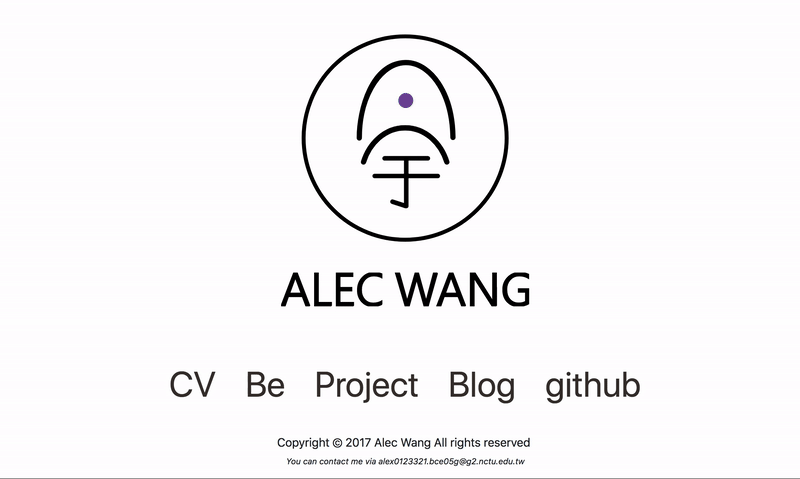 ALEC WANG
CV Be Project Blog github
Copyright © 2017 Alec Wang All rights reserved
You can contact me via alex0123321.bce05g@g2.nctu.edu.tw